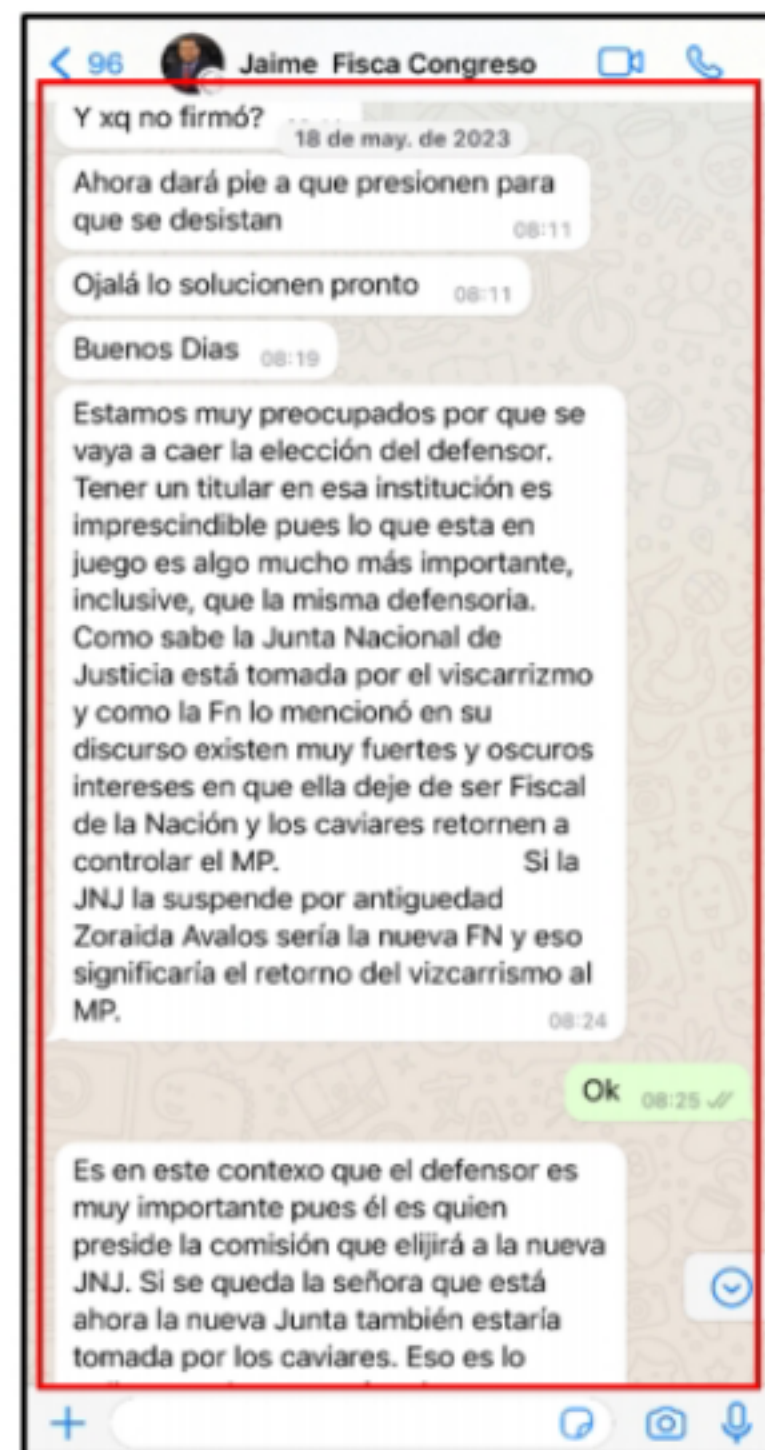 96
Jaime Fisca Congreso
Y xq no firmó?
18 de may. de 2023
Ahora dará pie a que presionen para
que se desistan
08:11
Ojalá lo solucionen pronto 08:11
Buenos Dias 08:19
Estamos muy preocupados por que se
vaya a caer la elección del defensor.
Tener un titular en esa institución es
imprescindible pues lo que esta en
juego es algo mucho más importante,
inclusive, que la misma defensoria.
Como sabe la Junta Nacional de
Justicia está tomada por el viscarrizmo
y como la Fn lo mencionó en su
discurso existen muy fuertes y oscuros
intereses en que ella deje de ser Fiscal
de la Nación y los caviares retornen a
controlar el MP. Si la
JNJ la suspende por antiguedad
Zoraida Avalos sería la nueva FN y eso
significaría el retorno del vizcarrismo al
MP.
08:24
Ok 08:25
Es en este contexo que el defensor es
muy importante pues él es quien
preside la comisión que elijirá a la nueva
JNJ. Si se queda la señora que está
ahora la nueva Junta también estaría
tomada por los caviares. Eso es lo